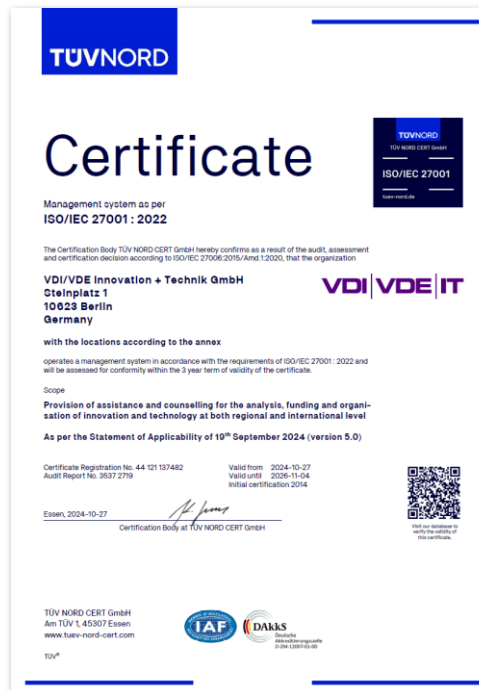 TÜVNORD
Certificate
TÜVNORD
TÜV NORD CERT GmbH
ISO/IEC 27001
tuev-nord.de
Management system as per
ISO/IEC 27001 : 2022
The Certification Body TÜV NORD CERT GmbH hereby confirms as a result of the audit, assessment
and certification decision according to ISO/IEC 27006:2015/Amd.1:2020, that the organization
VDI/VDE Innovation + Technik GmbH
Steinplatz 1
10623 Berlin
Germany
VDI|VDE|IT
with the locations according to the annex
operates a management system in accordance with the requirements of ISO/IEC 27001 : 2022 and
will be assessed for conformity within the 3 year term of validity of the certificate.
Scope
Provision of assistance and counselling for the analysis, funding and organi-
sation of innovation and technology at both regional and international level
As per the Statement of Applicability of 19th September 2024 (version 5.0)
Certificate Registration No. 44 121 137482
Audit Report No. 3537 2719
Valid from 2024-10-27
Valid until 2026-11-04
Initial certification 2014
Essen, 2024-10-27
Certification Body at TÜV NORD CERT GmbH
Visit our database to
verify the validity of
this certificate.
TÜV NORD CERT GmbH
Am TÜV 1, 45307 Essen
www.tuev-nord-cert.com
TÜV®
IAF
DAkkS
Deutsche
Akkreditierungsstelle
D-ZM-12007-01-00